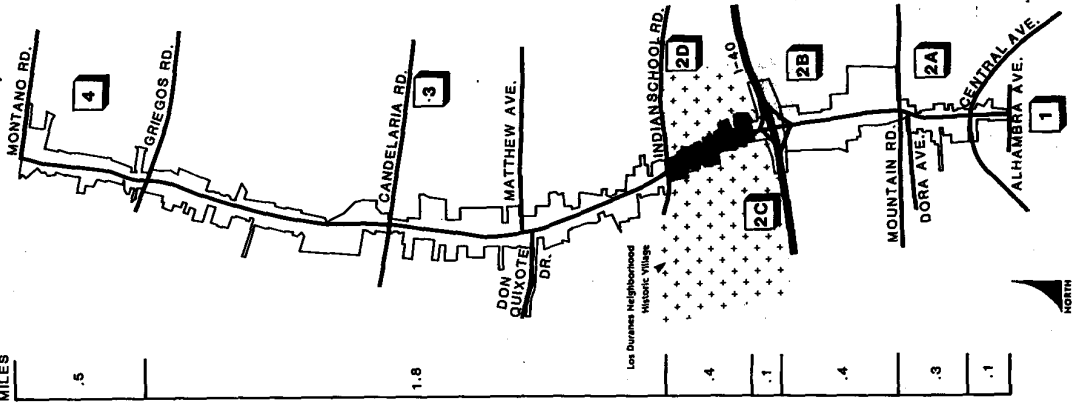 MILES
MONTANO RD.
4
.5
GRIEGOS RD.
CANDELARIA RD.
3
1.8
MATTHEW AVE.
DON
QUIXOTE
DR.
INDIAN SCHOOL RD.
2D
Los Duranes Neighborhood
Historic Village
.4
I-40
2C
.1
2B
.4
MOUNTAIN RD.
2A
DORA AVE.
.3
CENTRAL AVE.
.1
ALHAMBRA AVE.
1
NORTH